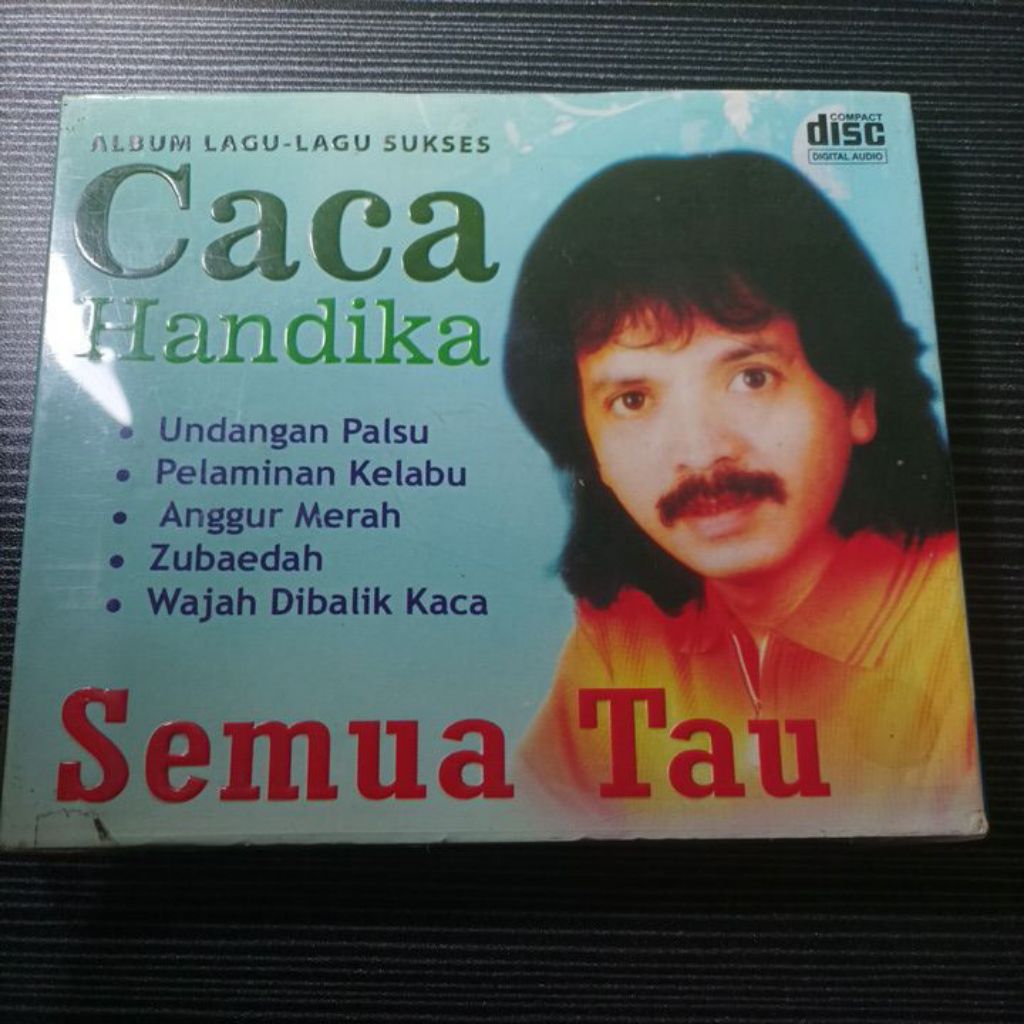 ALBUM LAGU-LAGU SUKSES
Caca
Handika
COMPACT
disc
DIGITAL AUDIO
• Undangan Palsu
• Pelaminan Kelabu
• Anggur Merah
• Zubaedah
• Wajah Dibalik Kaca
Semua Tau